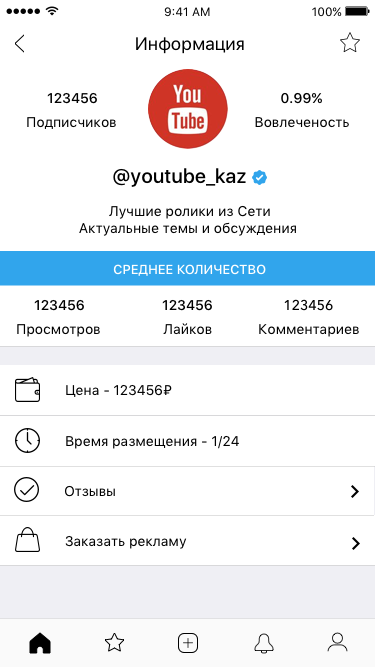 9:41 AM 100%
Информация
123456
Подписчиков
You
Tube
0.99%
Вовлеченость
@youtube_kaz
Лучшие ролики из Сети
Актуальные темы и обсуждения
СРЕДНЕЕ КОЛИЧЕСТВО
123456 123456 123456
Просмотров Лайков Комментариев
Цена - 123456₽
Время размещения - 1/24
Отзывы
Заказать рекламу